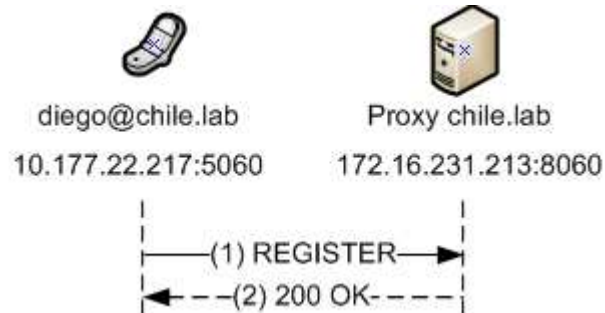 diego@chile.lab Proxy chile.lab
10.177.22.217:5060 172.16.231.213:8060
(1) REGISTER
(2) 200 OK